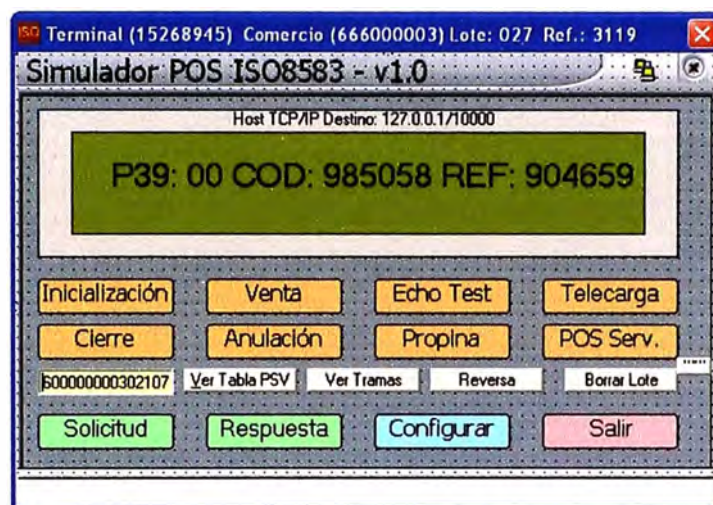 ISO Terminal (15268945) Comercio (666000003) Lote: 027 Ref.: 3119
Simulador POS ISO8583 - v1.0
Host TCP/IP Destino: 127.0.0.1/10000
P39: 00 COD: 985058 REF: 904659
Inicialización Venta Echo Test Telecarga
Cierre Anulación Propina POS Serv.
600000000302107 Ver Tabla PSV Ver Tramas Reversa Borrar Lote
Solicitud Respuesta Configurar Salir